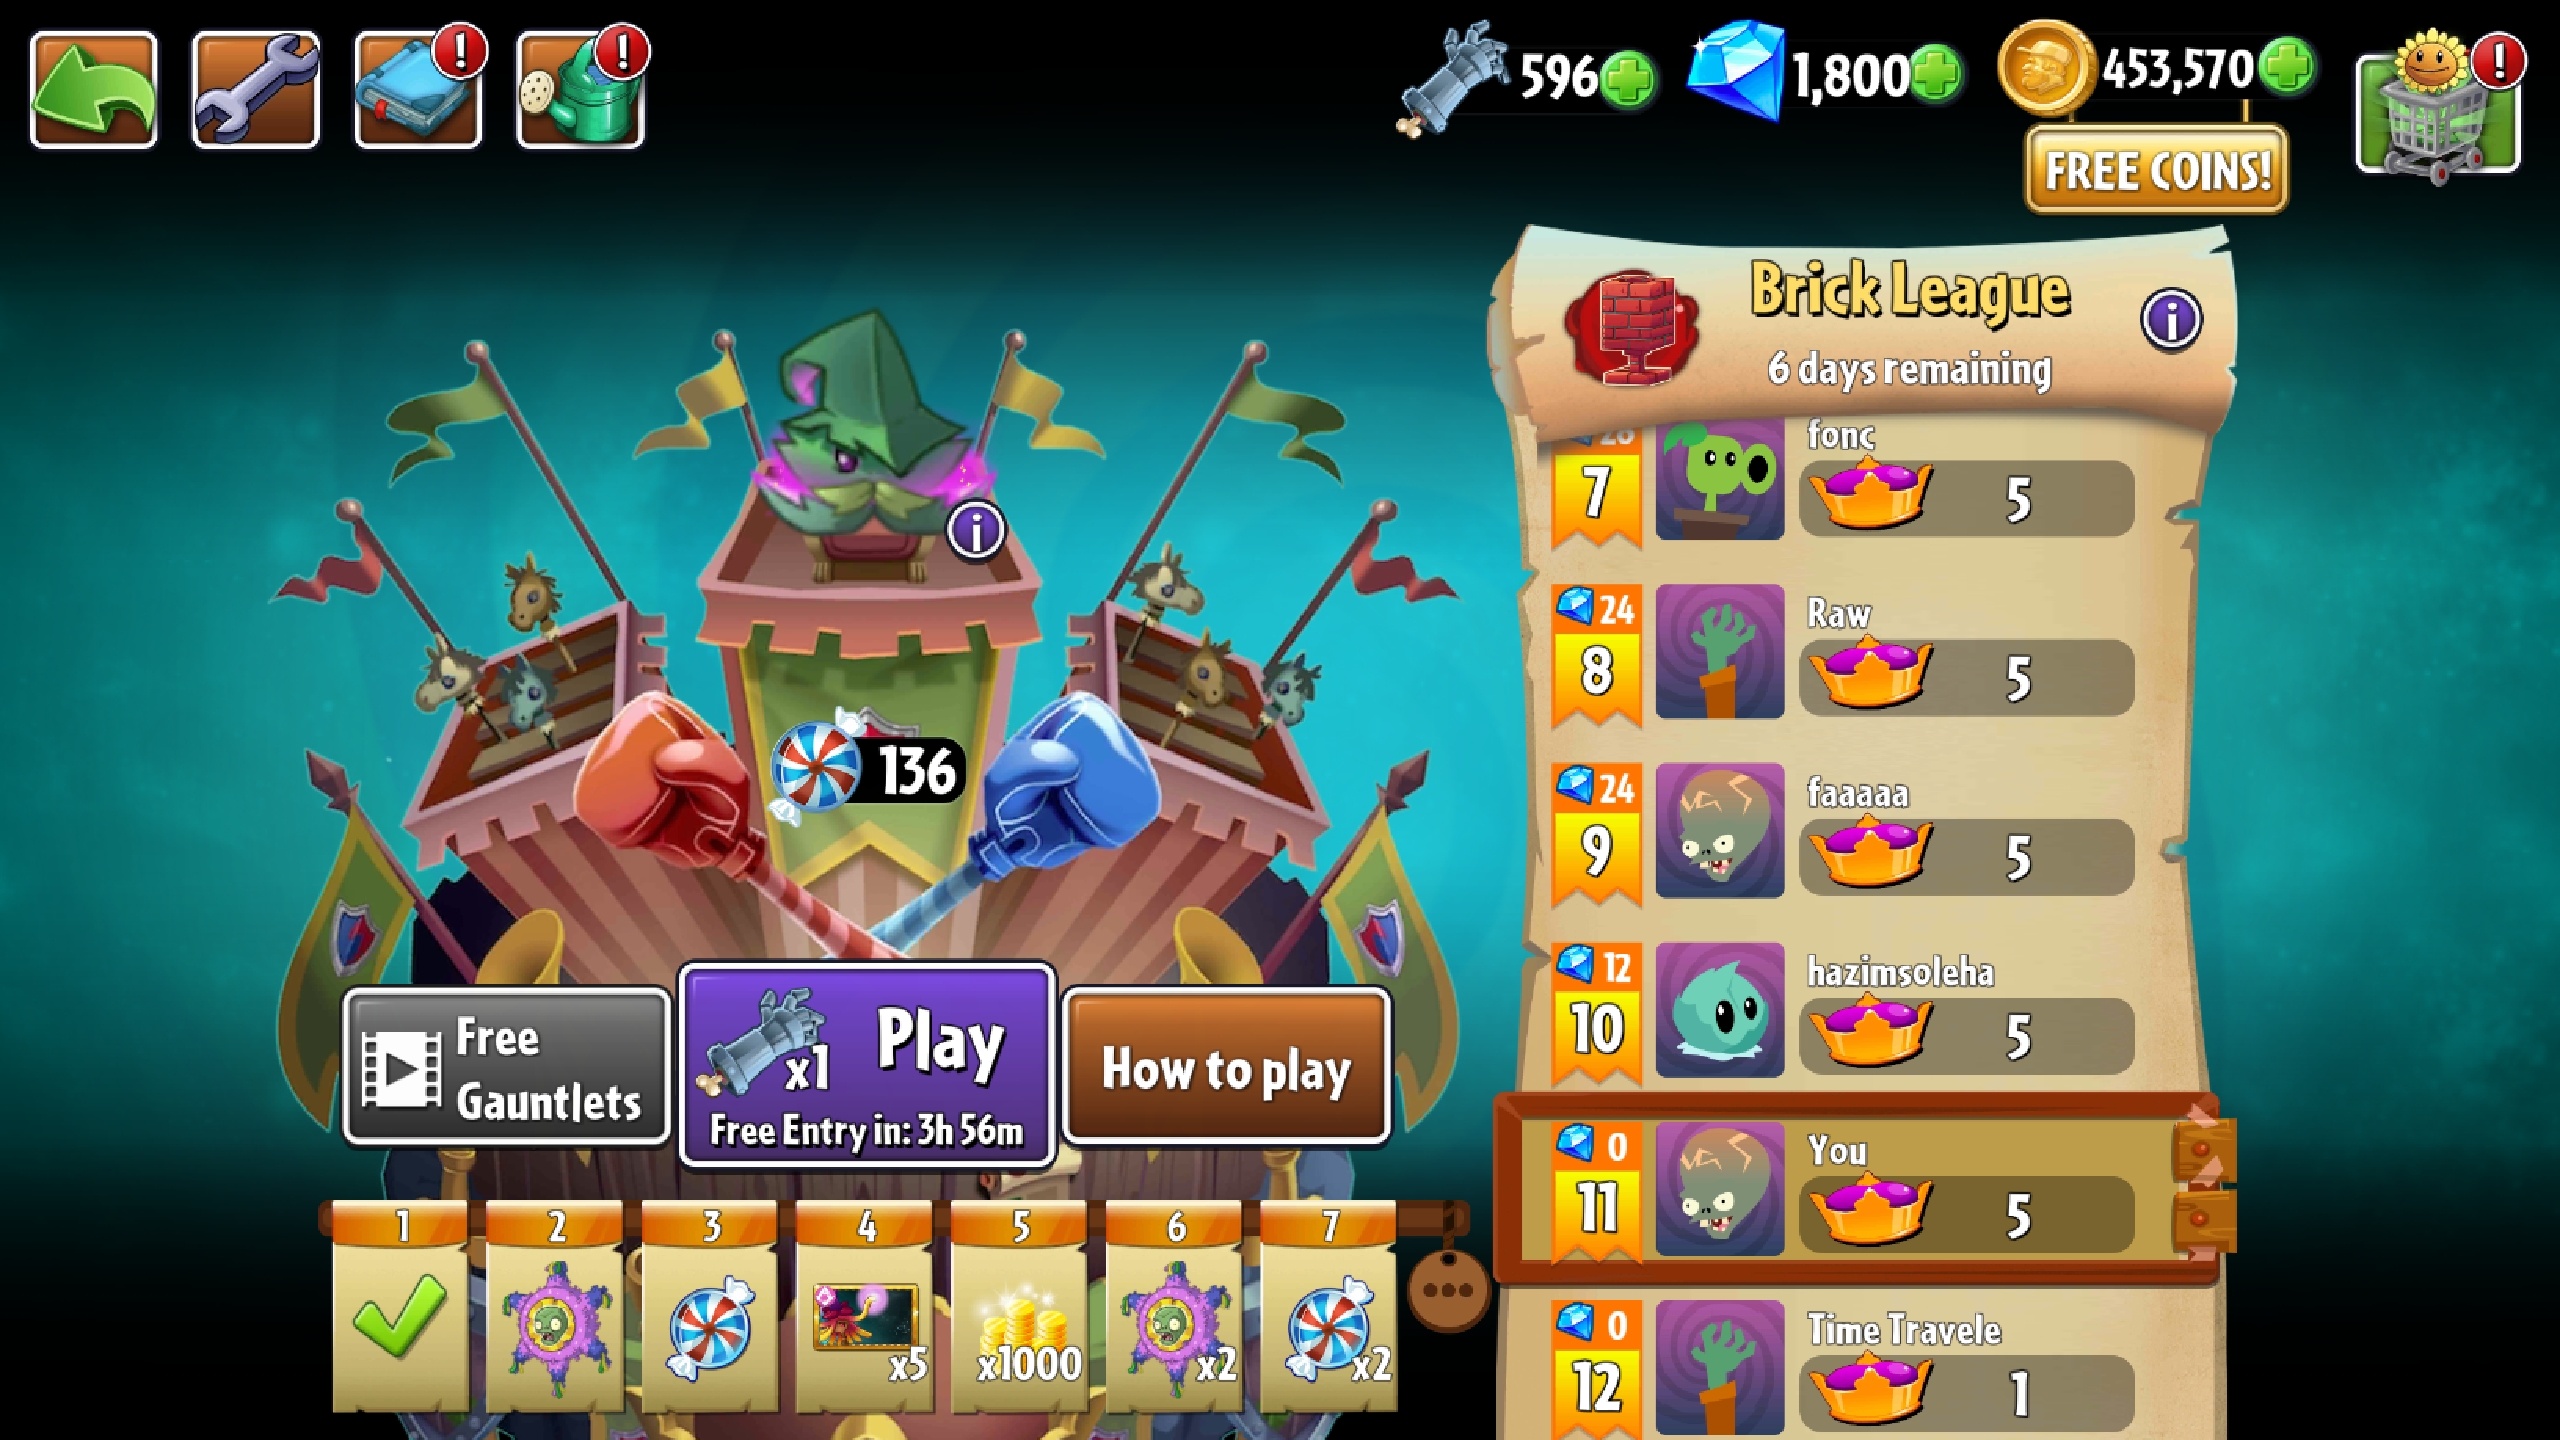 !
!
596
1,800
453,570
!
FREE COINS!
Brick League
i
6 days remaining
fonc
7
5
i
24
Raw
8
5
136
24
faaaaa
9
5
12
hazimsoleha
10
5
Free
Gauntlets
x1
Play
Free Entry in: 3h 56m
How to play
0
You
11
5
1
2
3
4
5
6
7
x5
x1000
x2
x2
0
Time Travele
12
1